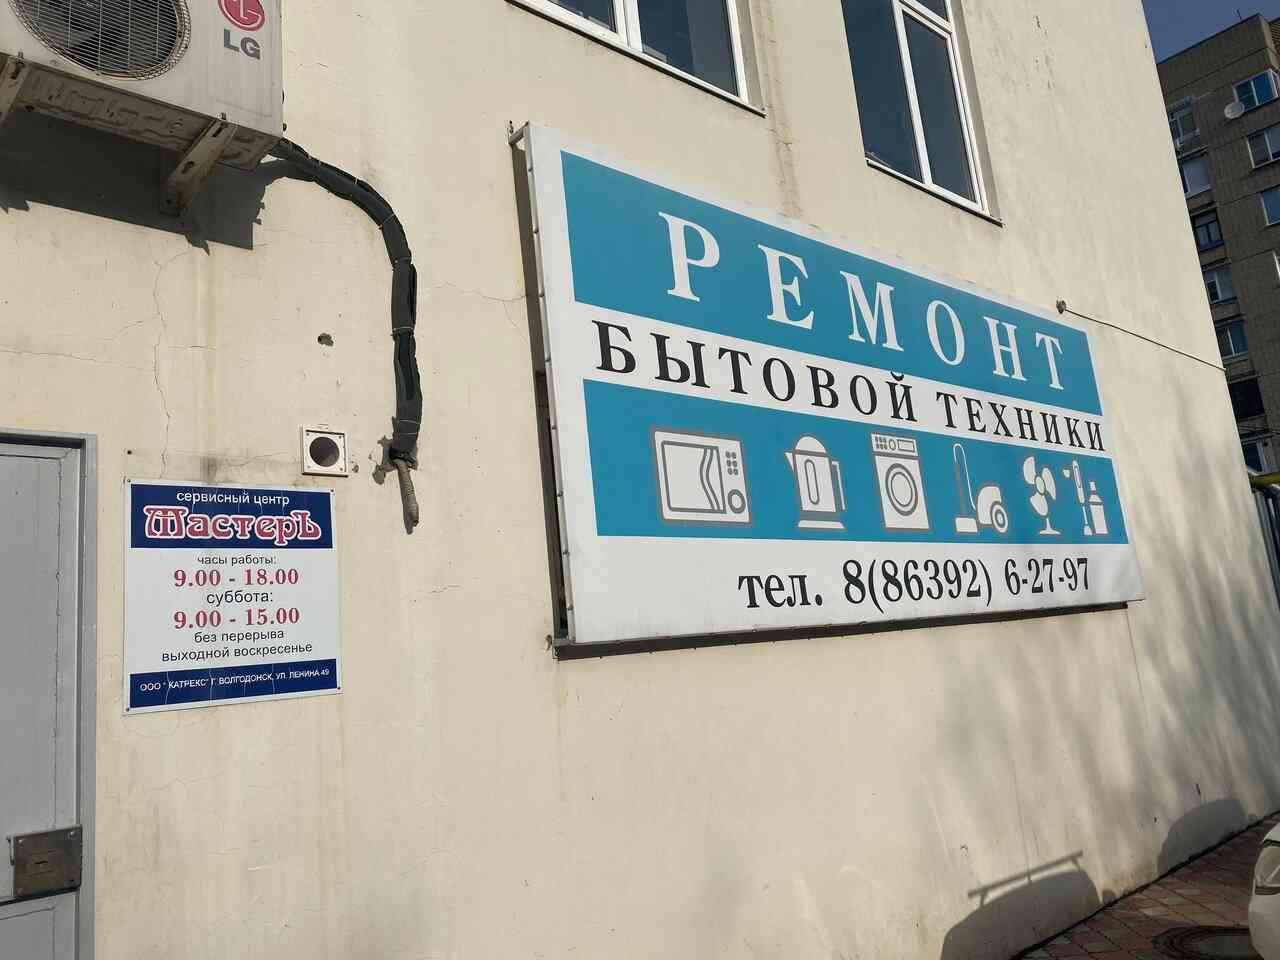 LG
РЕМОНТ
БЫТОВОЙ ТЕХНИКИ
тел. 8(86392) 6-27-97
сервисный центр
МастерЪ
часы работы:
9.00 - 18.00
суббота:
9.00 - 15.00
без перерыва
выходной воскресенье
ООО " КАТРЕКС" Г. ВОЛГОДОНСК, УЛ. ЛЕНИНА 49